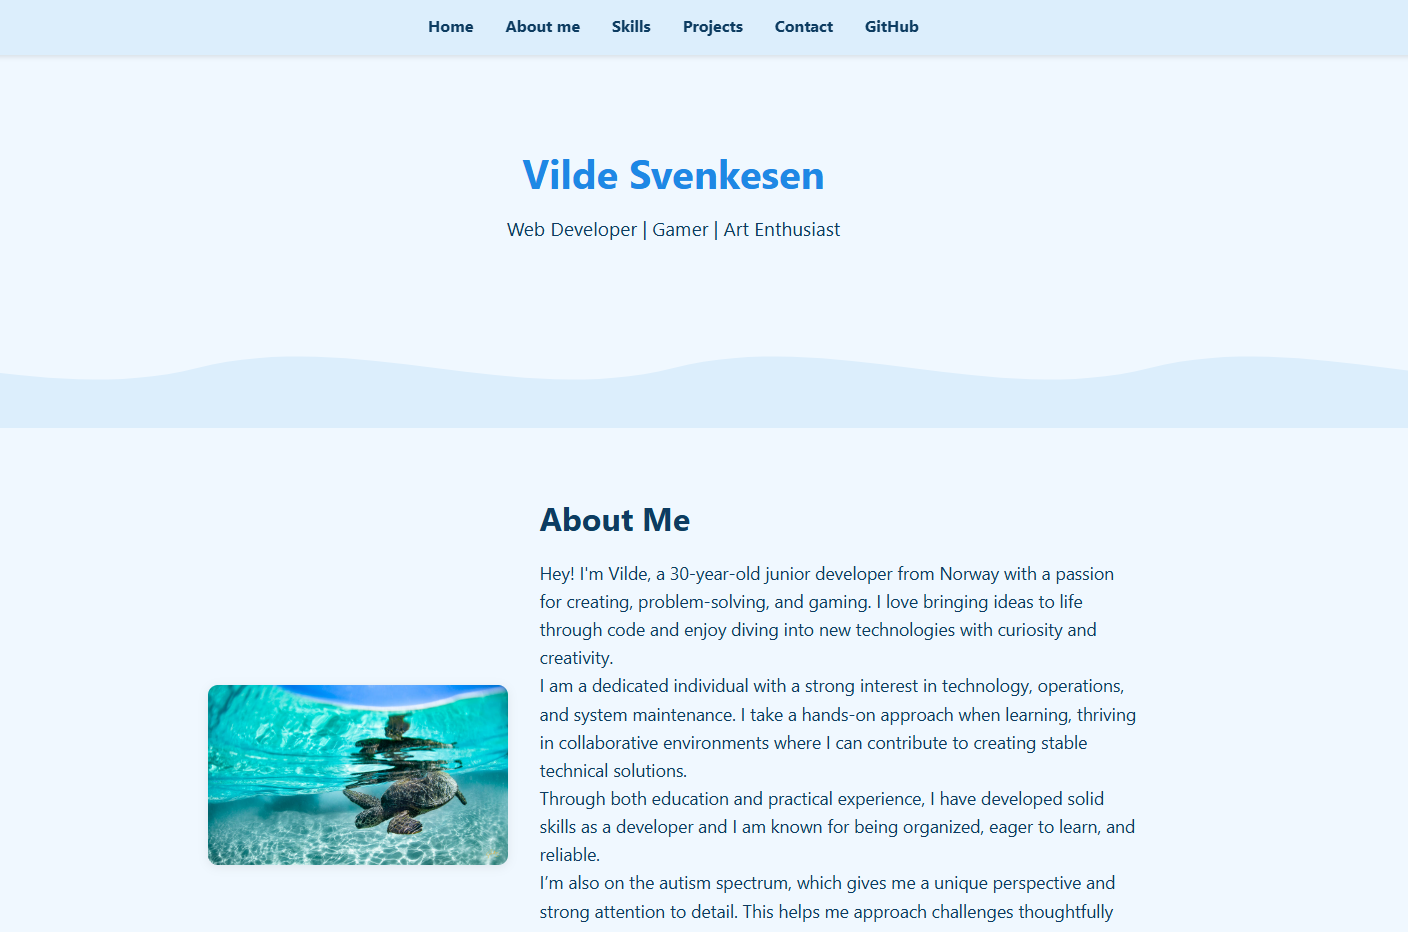 Home About me Skills Projects Contact GitHub
Vilde Svenkesen
Web Developer | Gamer | Art Enthusiast
About Me
Hey! I'm Vilde, a 30-year-old junior developer from Norway with a passion
for creating, problem-solving, and gaming. I love bringing ideas to life
through code and enjoy diving into new technologies with curiosity and
creativity.
I am a dedicated individual with a strong interest in technology, operations,
and system maintenance. I take a hands-on approach when learning, thriving
in collaborative environments where I can contribute to creating stable
technical solutions.
Through both education and practical experience, I have developed solid
skills as a developer and I am known for being organized, eager to learn, and
reliable.
I’m also on the autism spectrum, which gives me a unique perspective and
strong attention to detail. This helps me approach challenges thoughtfully